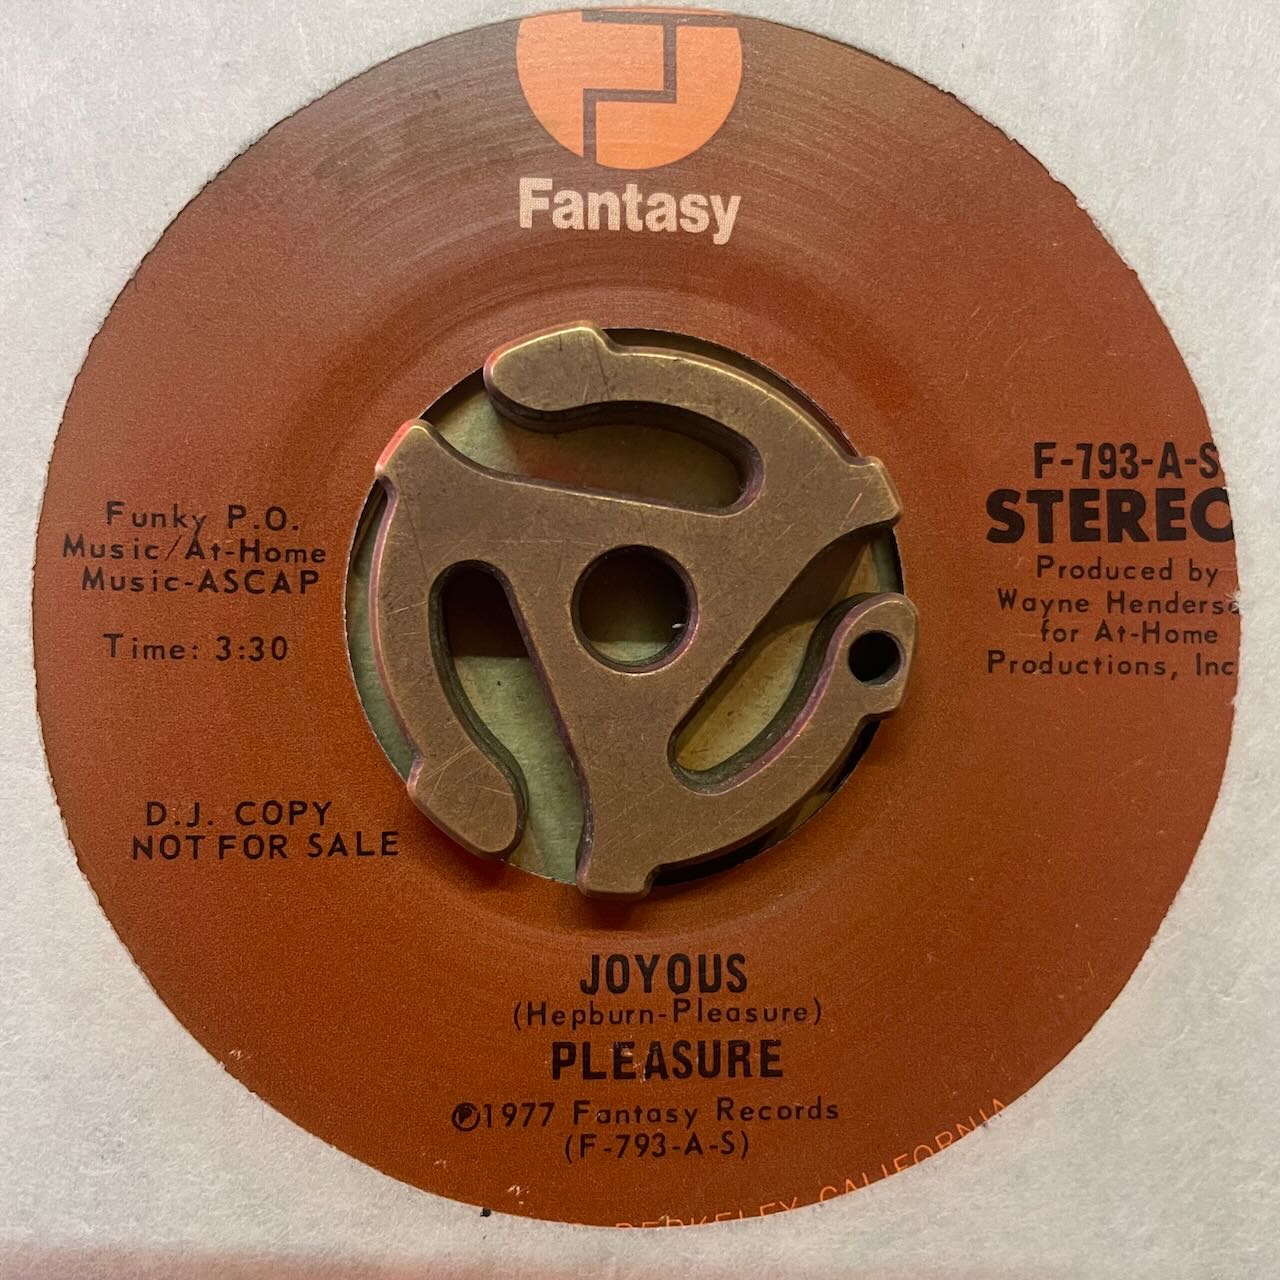 Fantasy
Funky P.O.
Music/At-Home
Music-ASCAP
Time: 3:30
D.J. COPY
NOT FOR SALE
F-793-A-S
STEREO
Produced by
Wayne Henderso
for At-Home
Productions, Inc
JOYOUS
(Hepburn-Pleasure)
PLEASURE
℗1977 Fantasy Records
(F-793-A-S)
BERKELEY, CALIFORNIA